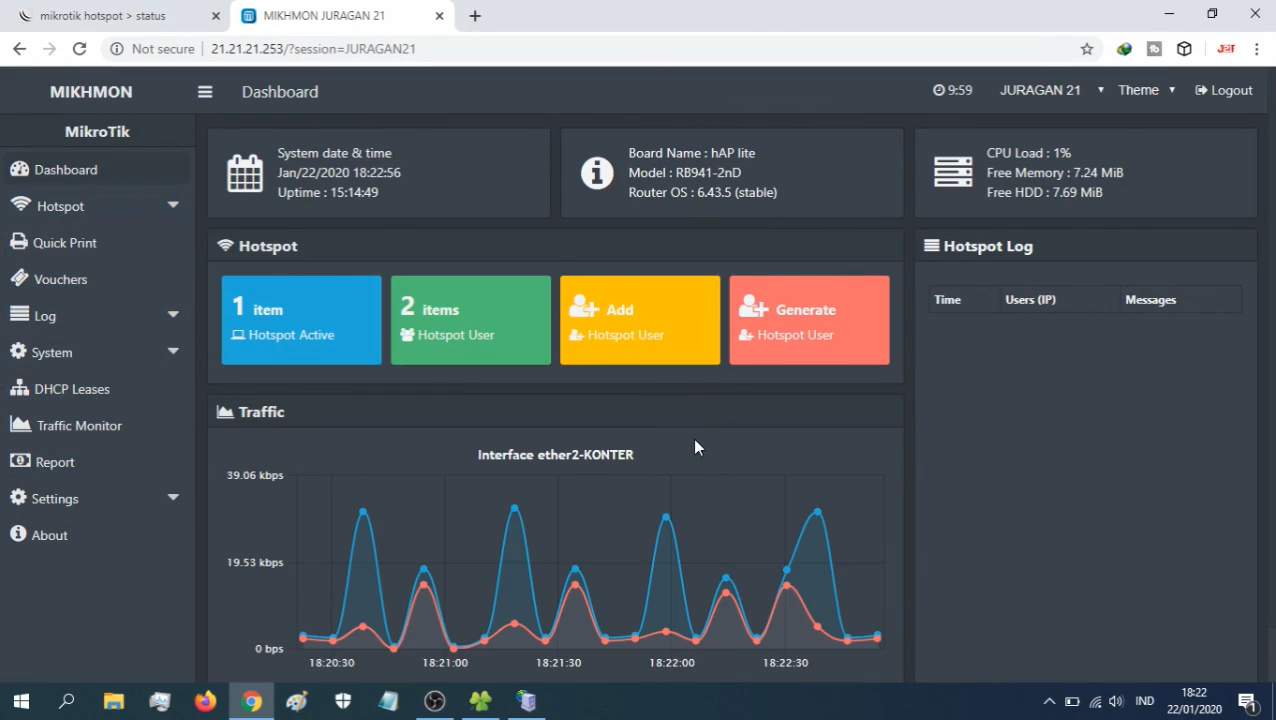 mikrotik hotspot > status
MIKHMON JURAGAN 21
Not secure
21.21.21.253/?session=JURAGAN21
MIKHMON
Dashboard
9:59
JURAGAN 21
Theme
Logout
MikroTik
Dashboard
Hotspot
Quick Print
Vouchers
Log
System
DHCP Leases
Traffic Monitor
Report
Settings
About
System date & time
Jan/22/2020 18:22:56
Uptime : 15:14:49
Board Name : hAP lite
Model : RB941-2nD
Router OS : 6.43.5 (stable)
CPU Load : 1%
Free Memory : 7.24 MiB
Free HDD : 7.69 MiB
Hotspot
1 item
Hotspot Active
2 items
Hotspot User
Add
Hotspot User
Generate
Hotspot User
Hotspot Log
Time Users (IP) Messages
Traffic
Interface ether2-KONTER
39.06 kbps
19.53 kbps
0 bps
18:20:30 18:21:00 18:21:30 18:22:00 18:22:30
IND
18:22
22/01/2020
1